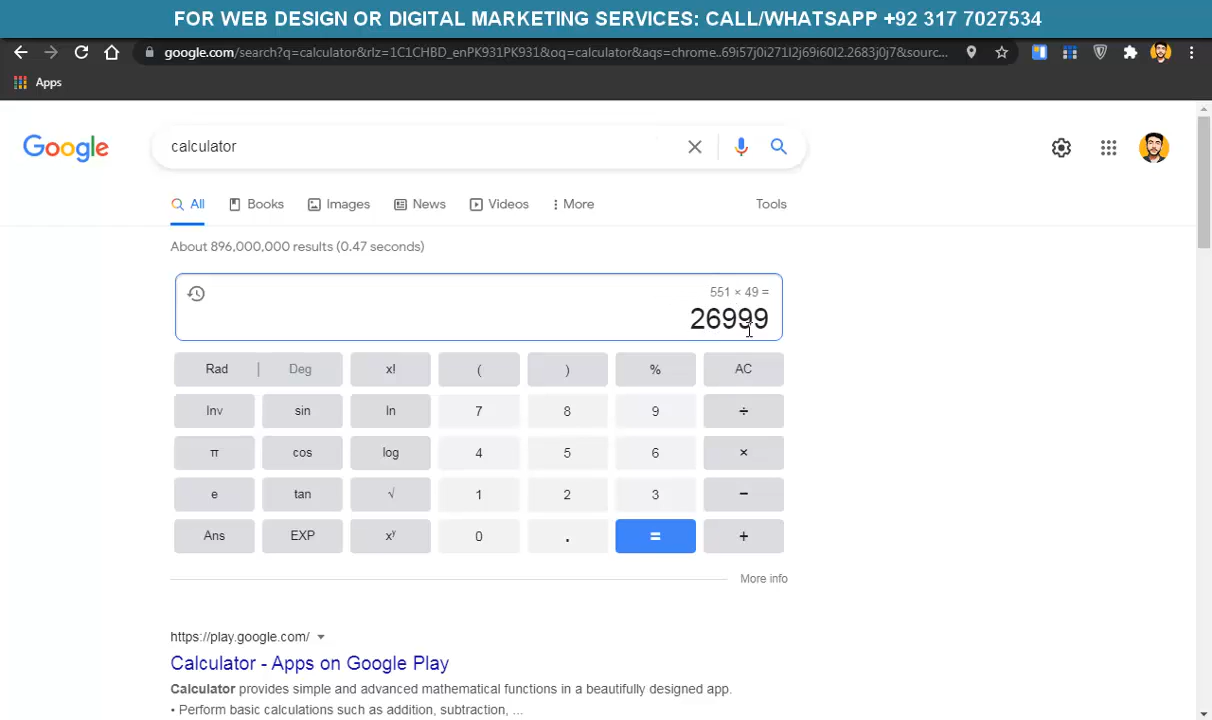 FOR WEB DESIGN OR DIGITAL MARKETING SERVICES: CALL/WHATSAPP +92 317 7027534
google.com/search?q=calculator&rlz=1C1CHBD_enPK931PK931&oq=calculator&aqs=chrome..69i57j0i271l2j69i60l2.2683j0j7&sourc...
Apps
Google
calculator
All Books Images News Videos More Tools
About 896,000,000 results (0.47 seconds)
551 × 49 =
26999
Rad | Deg x! ( ) % AC
Inv sin ln 7 8 9 ÷
π cos log 4 5 6 ×
e tan √ 1 2 3 −
Ans EXP xʸ 0 . = +
More info
https://play.google.com/
Calculator - Apps on Google Play
Calculator provides simple and advanced mathematical functions in a beautifully designed app.
• Perform basic calculations such as addition, subtraction, ...